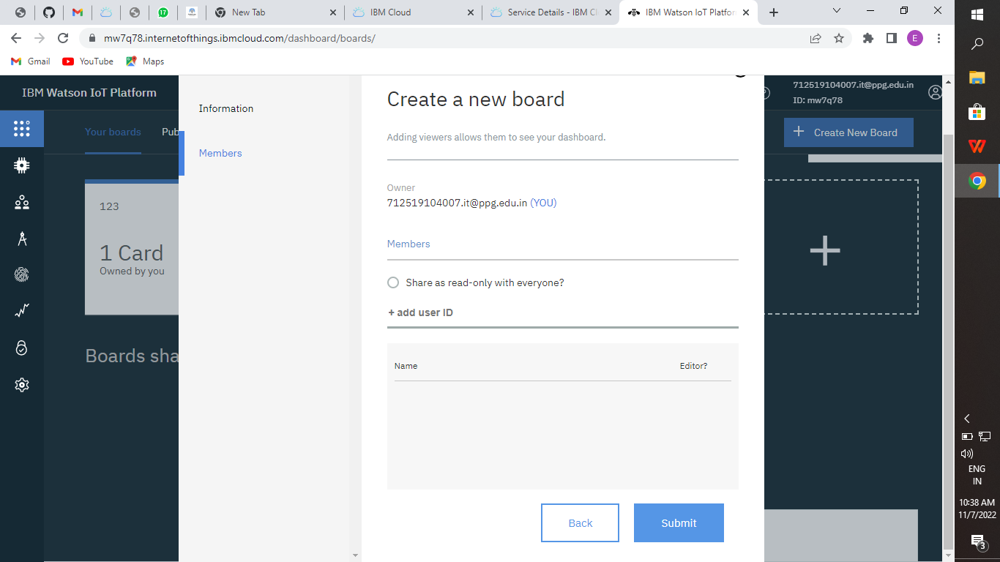 New Tab
IBM Cloud
Service Details - IBM Cl
IBM Watson IoT Platfor
17
mw7q78.internetofthings.ibmcloud.com/dashboard/boards/
E
Gmail
YouTube
Maps
IBM Watson IoT Platform
712519104007.it@ppg.edu.in
ID: mw7q78
Your boards
Pub
Create New Board
123
1 Card
Owned by you
Boards sha
Information
Members
Create a new board
Adding viewers allows them to see your dashboard.
Owner
712519104007.it@ppg.edu.in (YOU)
Members
Share as read-only with everyone?
+ add user ID
Name Editor?
Back
Submit
ENG
IN
10:38 AM
11/7/2022
3